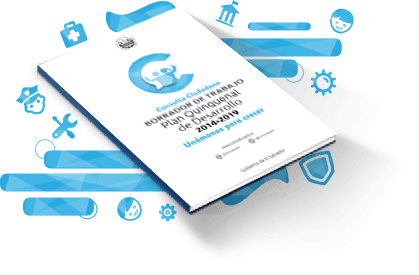 Consulta Ciudadana
BORRADOR DE TRABAJO
Plan Quinquenal
de Desarrollo
2014-2019
Unámonos para crecer
Gobierno de El Salvador